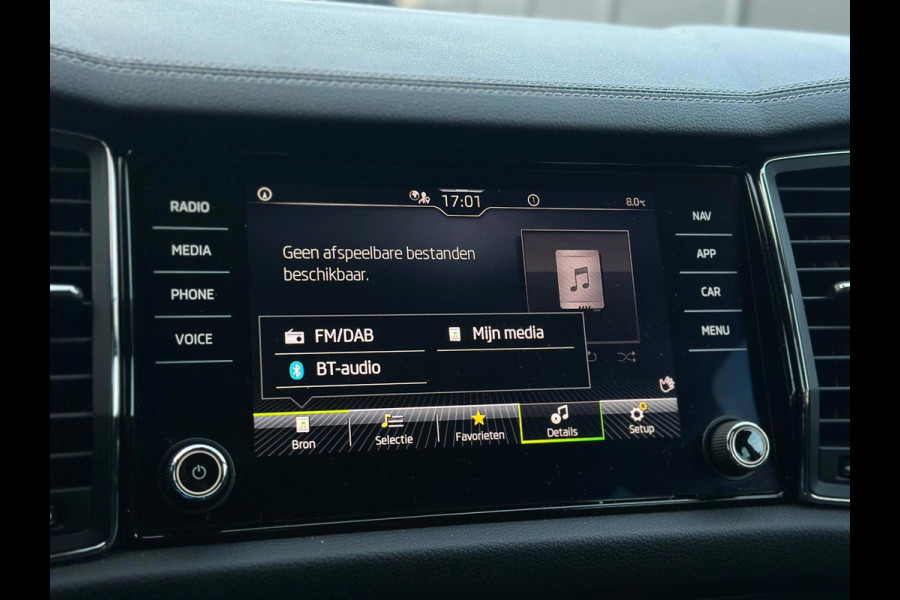 RADIO
MEDIA
PHONE
VOICE
17:01
8.0°C
Geen afspeelbare bestanden
beschikbaar.
FM/DAB
Mijn media
BT-audio
Bron
Selectie
Favorieten
Details
Setup
NAV
APP
CAR
MENU